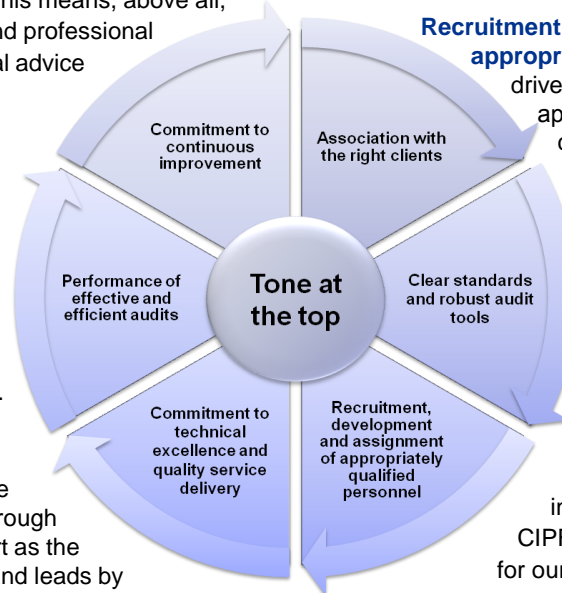 his means, above all,
nd professional
al advice
Recruitment
appropr
drive
ap
Commitment to
continuous
improvement
Association with
the right clients
Clear standards
and robust audit
tools
Recruitment,
development
and assignment
of appropriately
qualified
personnel
Commitment to
technical
excellence and
quality service
delivery
Performance of
effective and
efficient audits
Tone at
the top
rough
rt as the
nd leads by
in
CIPF
for our